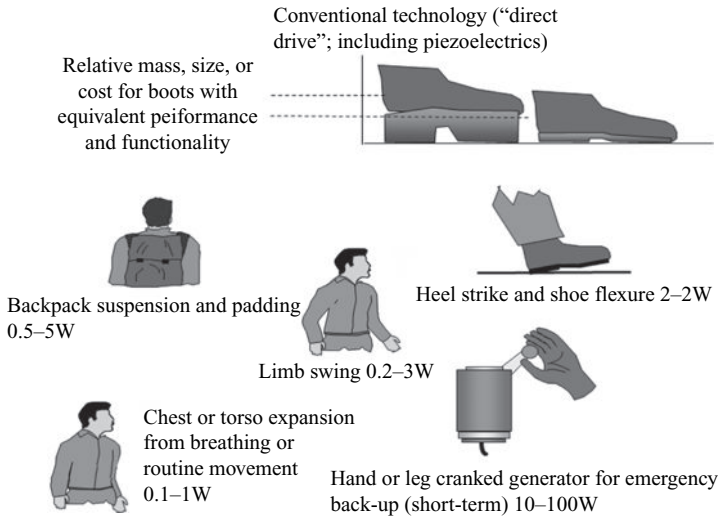 Conventional technology (“direct
drive”; including piezoelectrics)
Relative mass, size, or
cost for boots with
equivalent peiformance
and functionality
Backpack suspension and padding
0.5–5W
Limb swing 0.2–3W
Heel strike and shoe flexure 2–2W
Chest or torso expansion
from breathing or
routine movement
0.1–1W
Hand or leg cranked generator for emergency
back-up (short-term) 10–100W